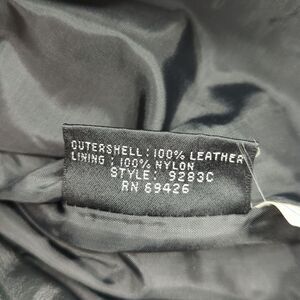 OUTERSHELL: 100% LEATHER
LINING: 100% NYLON
STYLE: 9283C
RN 69426